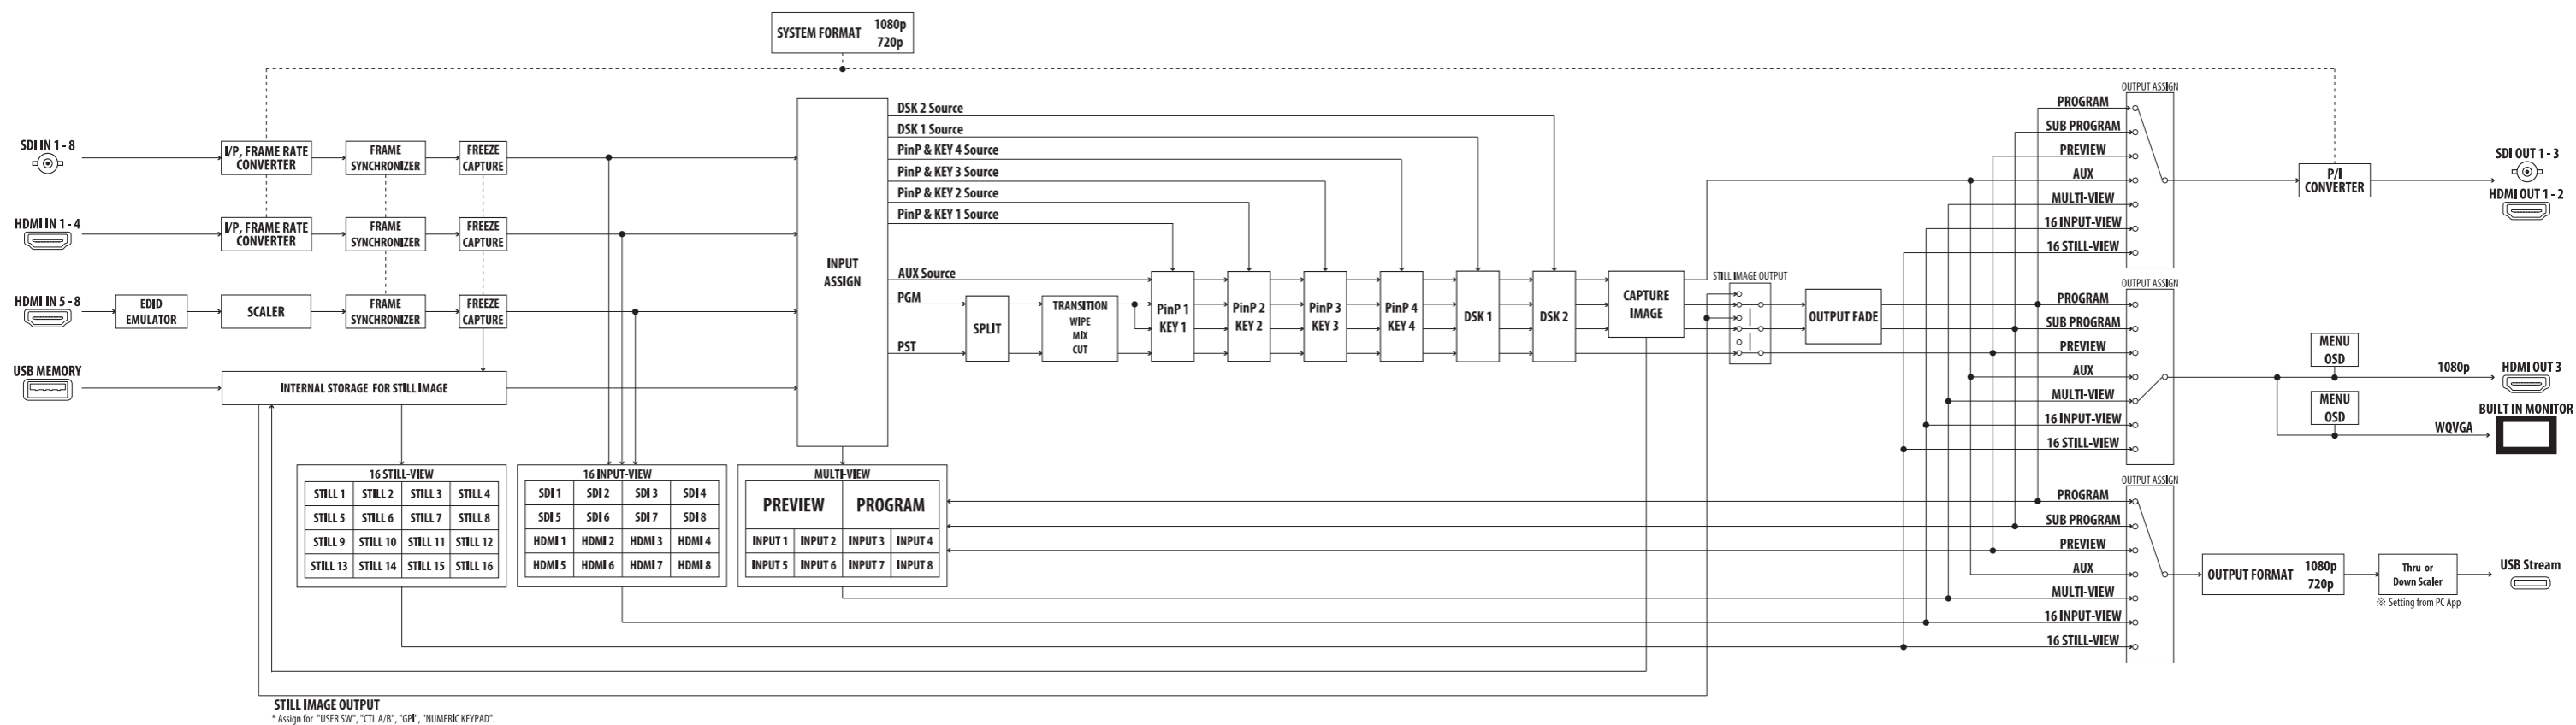 SYSTEM FORMAT 1080p
720p
SDI IN 1 - 8
I/P, FRAME RATE
CONVERTER
FRAME
SYNCHRONIZER
FREEZE
CAPTURE
HDMI IN 1 - 4
I/P, FRAME RATE
CONVERTER
FRAME
SYNCHRONIZER
FREEZE
CAPTURE
HDMI IN 5 - 8
EDID
EMULATOR
SCALER
FRAME
SYNCHRONIZER
FREEZE
CAPTURE
USB MEMORY
INTERNAL STORAGE FOR STILL IMAGE
INPUT
ASSIGN
DSK 2 Source
DSK 1 Source
PinP & KEY 4 Source
PinP & KEY 3 Source
PinP & KEY 2 Source
PinP & KEY 1 Source
AUX Source
PGM
PST
SPLIT
TRANSITION
WIPE
MIX
CUT
PinP 1
KEY 1
PinP 2
KEY 2
PinP 3
KEY 3
PinP 4
KEY 4
DSK 1
DSK 2
CAPTURE
IMAGE
STILL IMAGE OUTPUT
OUTPUT FADE
OUTPUT ASSIGN
PROGRAM
SUB PROGRAM
PREVIEW
AUX
MULTI-VIEW
16 INPUT-VIEW
16 STILL-VIEW
P/I
CONVERTER
SDI OUT 1 - 3
HDMI OUT 1 - 2
OUTPUT ASSIGN
PROGRAM
SUB PROGRAM
PREVIEW
AUX
MULTI-VIEW
16 INPUT-VIEW
16 STILL-VIEW
MENU
OSD
1080p
HDMI OUT 3
MENU
OSD
WQVGA
BUILT IN MONITOR
OUTPUT ASSIGN
PROGRAM
SUB PROGRAM
PREVIEW
AUX
MULTI-VIEW
16 INPUT-VIEW
16 STILL-VIEW
OUTPUT FORMAT 1080p
720p
Thru or
Down Scaler
※ Setting from PC App
USB Stream
16 STILL-VIEW
STILL 1 STILL 2 STILL 3 STILL 4
STILL 5 STILL 6 STILL 7 STILL 8
STILL 9 STILL 10 STILL 11 STILL 12
STILL 13 STILL 14 STILL 15 STILL 16
16 INPUT-VIEW
SDI 1 SDI 2 SDI 3 SDI 4
SDI 5 SDI 6 SDI 7 SDI 8
HDMI 1 HDMI 2 HDMI 3 HDMI 4
HDMI 5 HDMI 6 HDMI 7 HDMI 8
MULTI-VIEW
PREVIEW PROGRAM
INPUT 1 INPUT 2 INPUT 3 INPUT 4
INPUT 5 INPUT 6 INPUT 7 INPUT 8
STILL IMAGE OUTPUT
* Assign for "USER SW", "CTL A/B", "GPI", "NUMERIC KEYPAD".